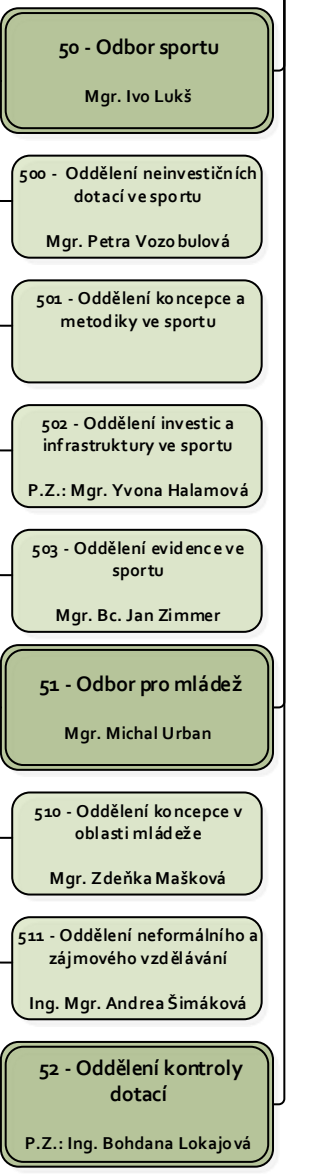 50 - Odbor sportu
Mgr. Ivo Lukš
500 - Oddělení neinvestičních
dotací ve sportu
Mgr. Petra Vozobulová
501 - Oddělení koncepce a
metodiky ve sportu
502 - Oddělení investic a
infrastruktury ve sportu
P.Z.: Mgr. Yvona Halamová
503 - Oddělení evidence ve
sportu
Mgr. Bc. Jan Zimmer
51 - Odbor pro mládež
Mgr. Michal Urban
510 - Oddělení koncepce v
oblasti mládeže
Mgr. Zdeňka Mašková
511 - Oddělení neformálního a
zájmového vzdělávání
Ing. Mgr. Andrea Šimáková
52 - Oddělení kontroly
dotací
P.Z.: Ing. Bohdana Lokajová